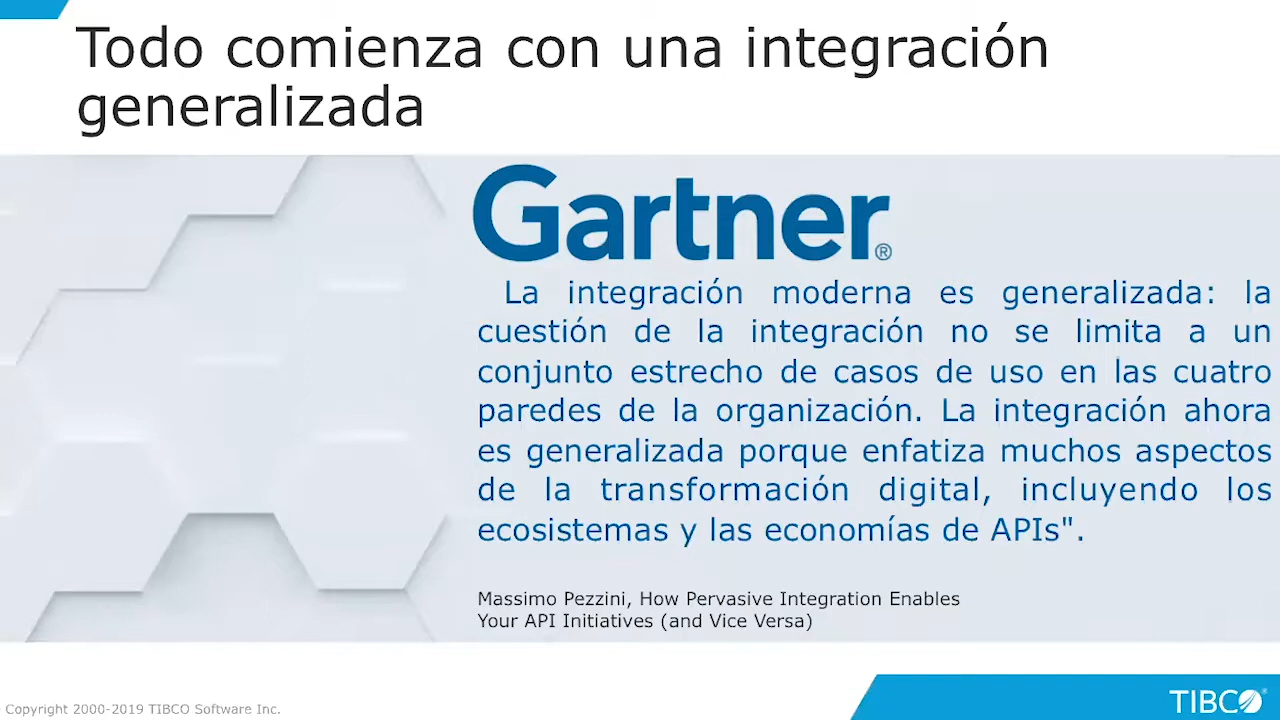 Todo comienza con una integración
generalizada
Gartner®
La integración moderna es generalizada: la
cuestión de la integración no se limita a un
conjunto estrecho de casos de uso en las cuatro
paredes de la organización. La integración ahora
es generalizada porque enfatiza muchos aspectos
de la transformación digital, incluyendo los
ecosistemas y las economías de APIs".
Massimo Pezzini, How Pervasive Integration Enables
Your API Initiatives (and Vice Versa)
Copyright 2000-2019 TIBCO Software Inc.
TIBCO®